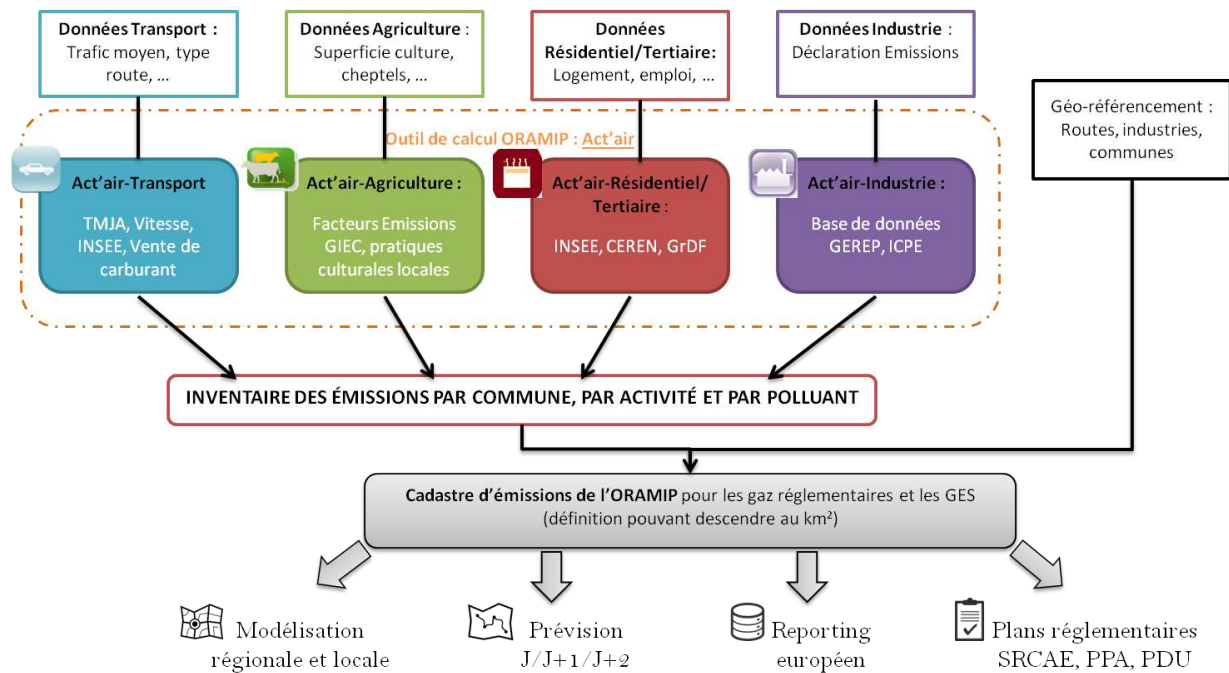 Données Transport :
Trafic moyen, type
route, ...
Données Agriculture :
Superficie culture,
cheptels, ...
Données
Résidentiel/Tertiaire:
Logement, emploi, ...
Données Industrie :
Déclaration Emissions
Géo-référencement :
Routes, industries,
communes
Outil de calcul ORAMIP : Act'air
Act'air-Transport
TMJA, Vitesse,
INSEE, Vente de
carburant
Act'air-Agriculture :
Facteurs Emissions
GIEC, pratiques
culturales locales
Act'air-Résidentiel/
Tertiaire :
INSEE, CEREN, GrDF
Act'air-Industrie :
Base de données
GEREP, ICPE
INVENTAIRE DES ÉMISSIONS PAR COMMUNE, PAR ACTIVITÉ ET PAR POLLUANT
Cadastre d'émissions de l'ORAMIP pour les gaz réglementaires et les GES
(définition pouvant descendre au km²)
Modélisation
régionale et locale
Prévision
J/J+1/J+2
Reporting
européen
Plans réglementaires
SRCAE, PPA, PDU